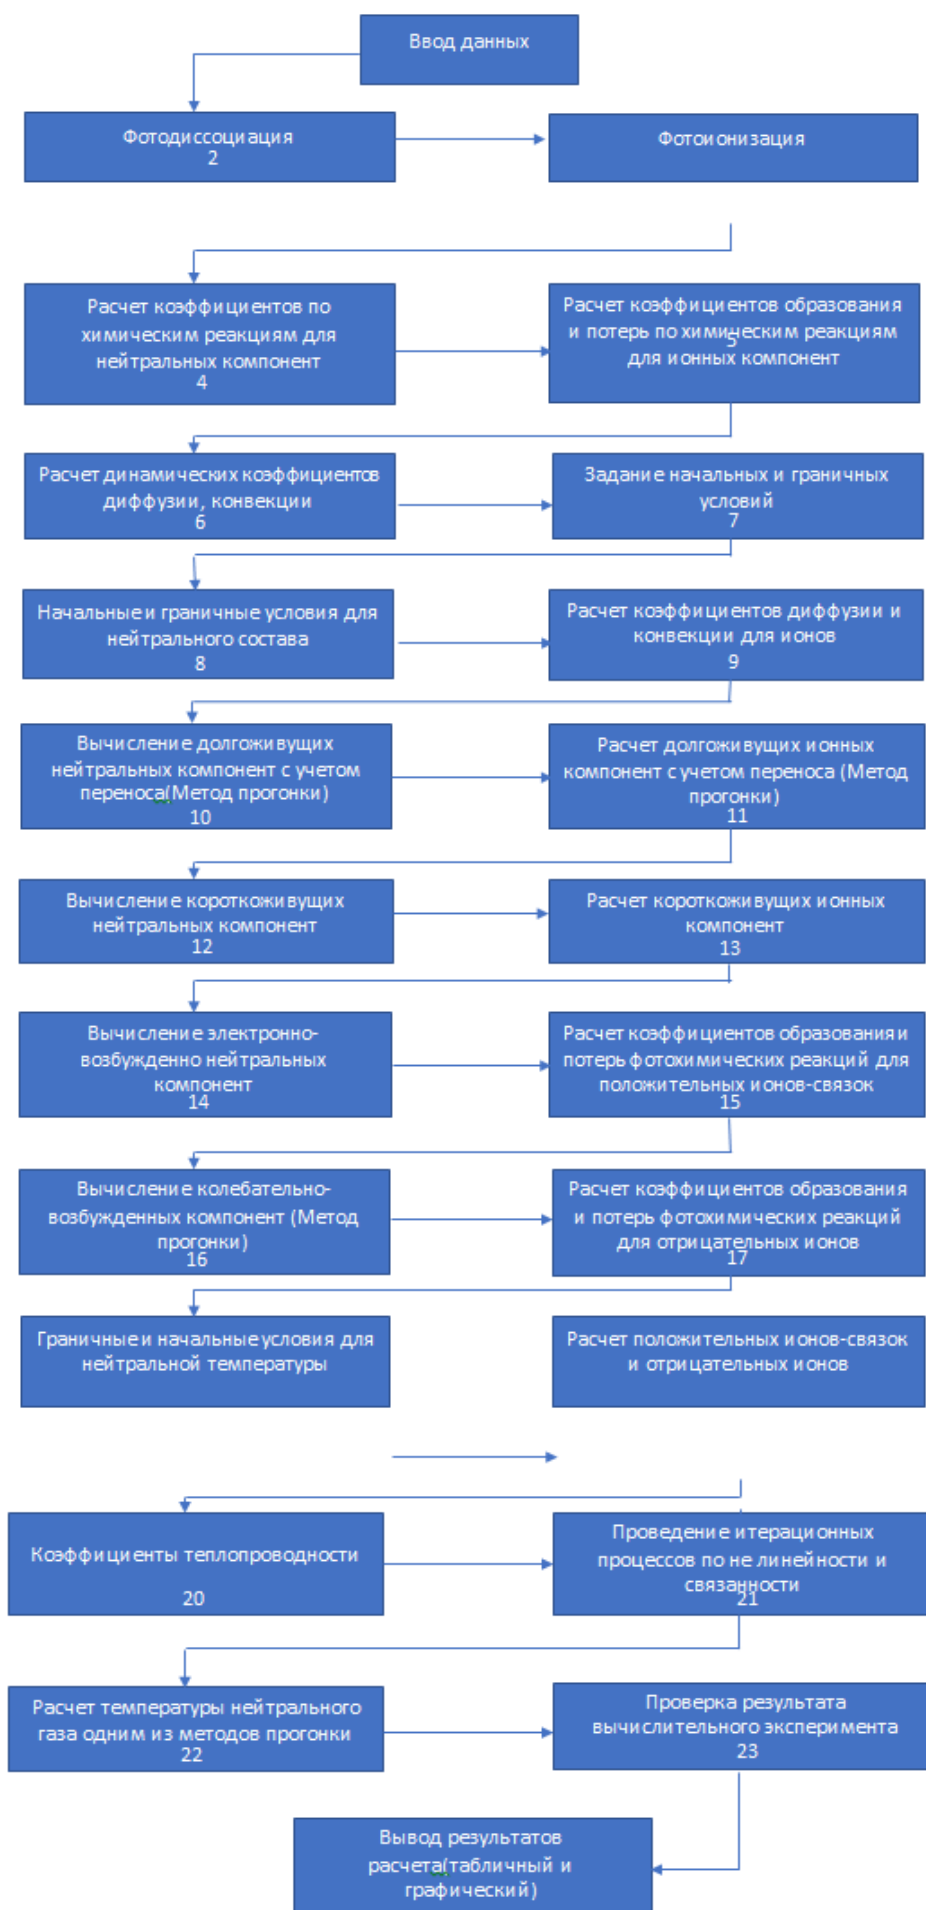 Ввод данных
Фотодиссоциация
2
Фотоионизация
Расчет коэффициентов по
химическим реакциям для
нейтральных компонент
4
Расчет коэффициентов образования
и потерь по химическим реакциям
для ионных компонент
5
Расчет динамических коэффициентов
диффузии, конвекции
6
Задание начальных и граничных
условий
7
Начальные и граничные условия для
нейтрального состава
8
Расчет коэффициентов диффузии и
конвекции для ионов
9
Вычисление долгоживущих
нейтральных компонент с учетом
переноса(Метод прогонки)
10
Расчет долгоживущих ионных
компонент с учетом переноса (Метод
прогонки)
11
Вычисление короткоживущих
нейтральных компонент
12
Расчет короткоживущих ионных
компонент
13
Вычисление электронно-
возбужденно нейтральных
компонент
14
Расчет коэффициентов образования и
потерь фотохимических реакций для
положительных ионов-связок
15
Вычисление колебательно-
возбужденных компонент (Метод
прогонки)
16
Расчет коэффициентов образования
и потерь фотохимических реакций
для отрицательных ионов
17
Граничные и начальные условия для
нейтральной температуры
Расчет положительных ионов-связок
и отрицательных ионов
Коэффициенты теплопроводности
20
Проведение итерационных
процессов по не линейности и
связанности
21
Расчет температуры нейтрального
газа одним из методов прогонки
22
Проверка результата
вычислительного эксперимента
23
Вывод результатов
расчета(табличный и
графический)